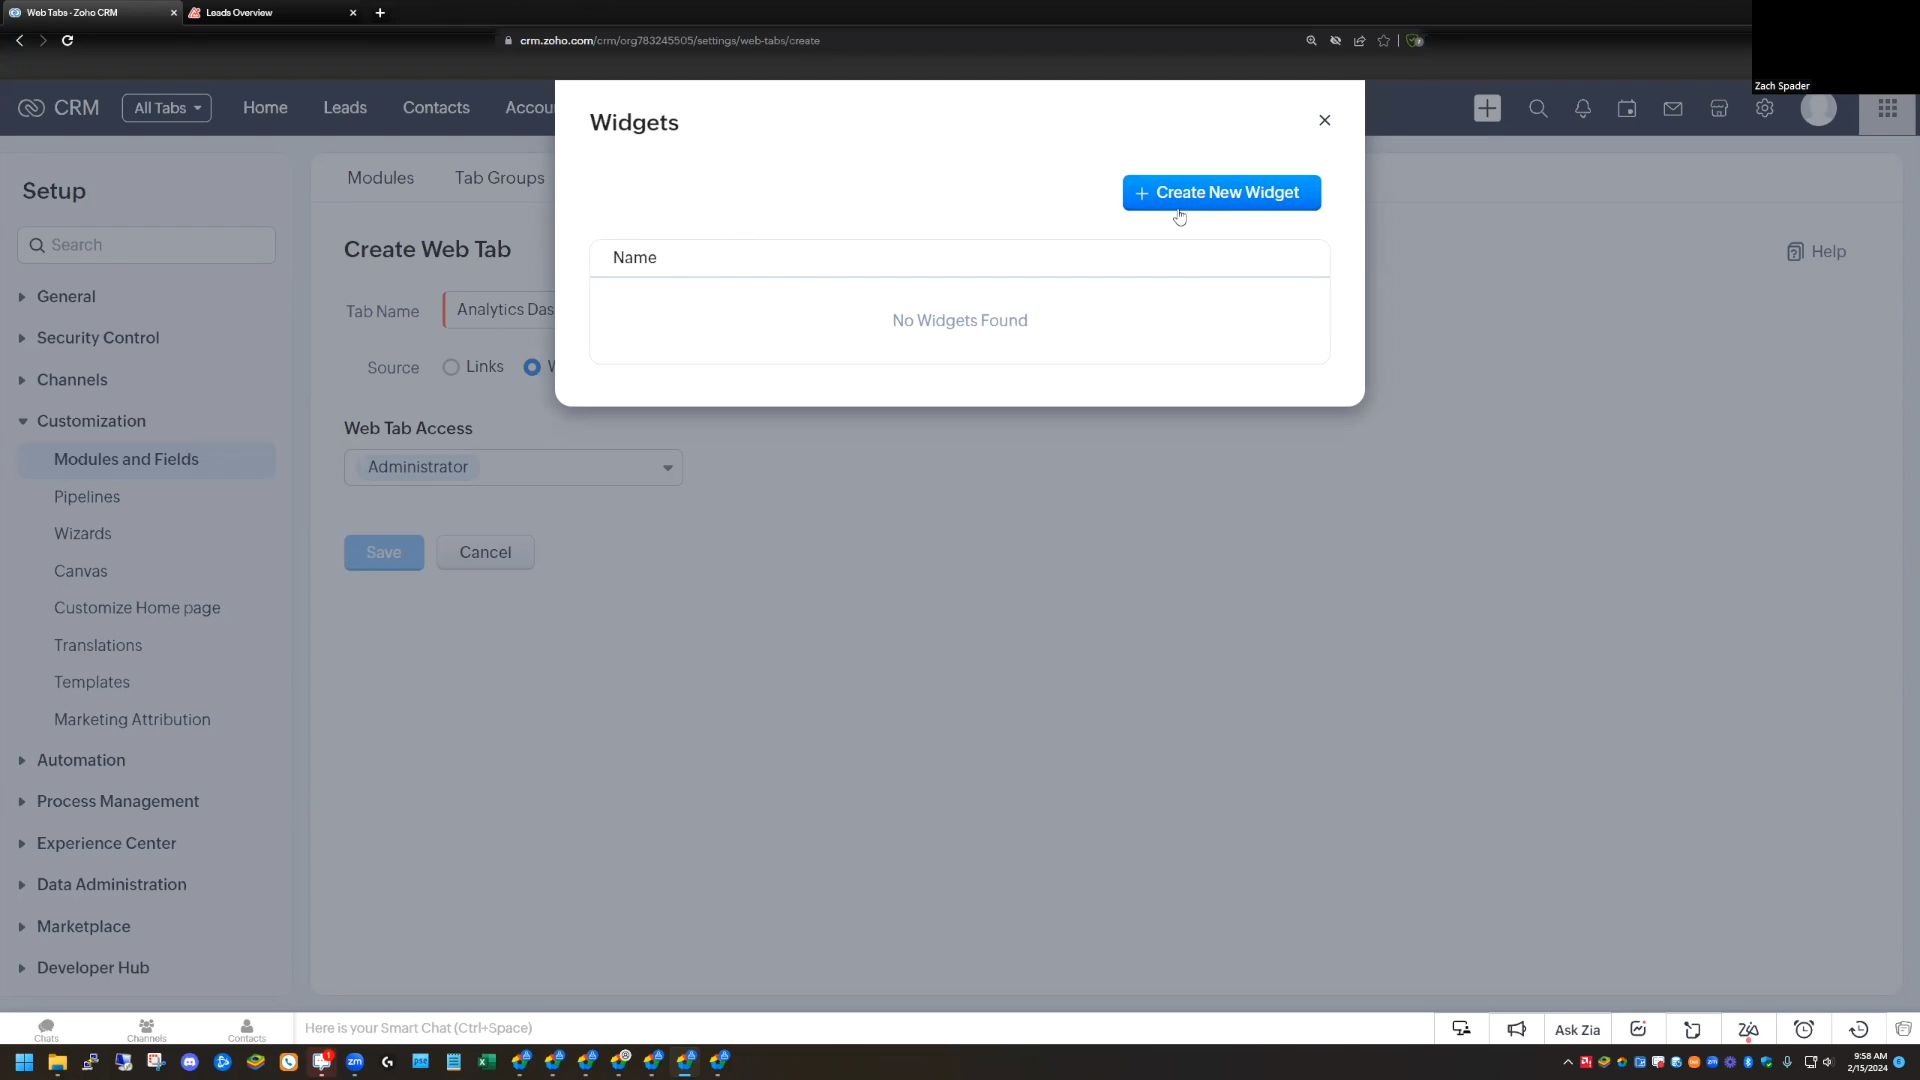 Web Tabs - Zoho CRM
Leads Overview
crm.zoho.com/crm/org783245505/settings/web-tabs/create
Zach Spader
CRM
All Tabs
Home
Leads
Contacts
Accou
Widgets
Create New Widget
Name
No Widgets Found
Setup
Search
General
Security Control
Channels
Customization
Modules and Fields
Pipelines
Wizards
Canvas
Customize Home page
Translations
Templates
Marketing Attribution
Automation
Process Management
Experience Center
Data Administration
Marketplace
Developer Hub
Modules
Tab Groups
Create Web Tab
Help
Tab Name
Analytics Das
Source
Links
Web Tab Access
Administrator
Save
Cancel
Chats
Channels
Contacts
Here is your Smart Chat (Ctrl+Space)
Ask Zia
9:58 AM
2/15/2024